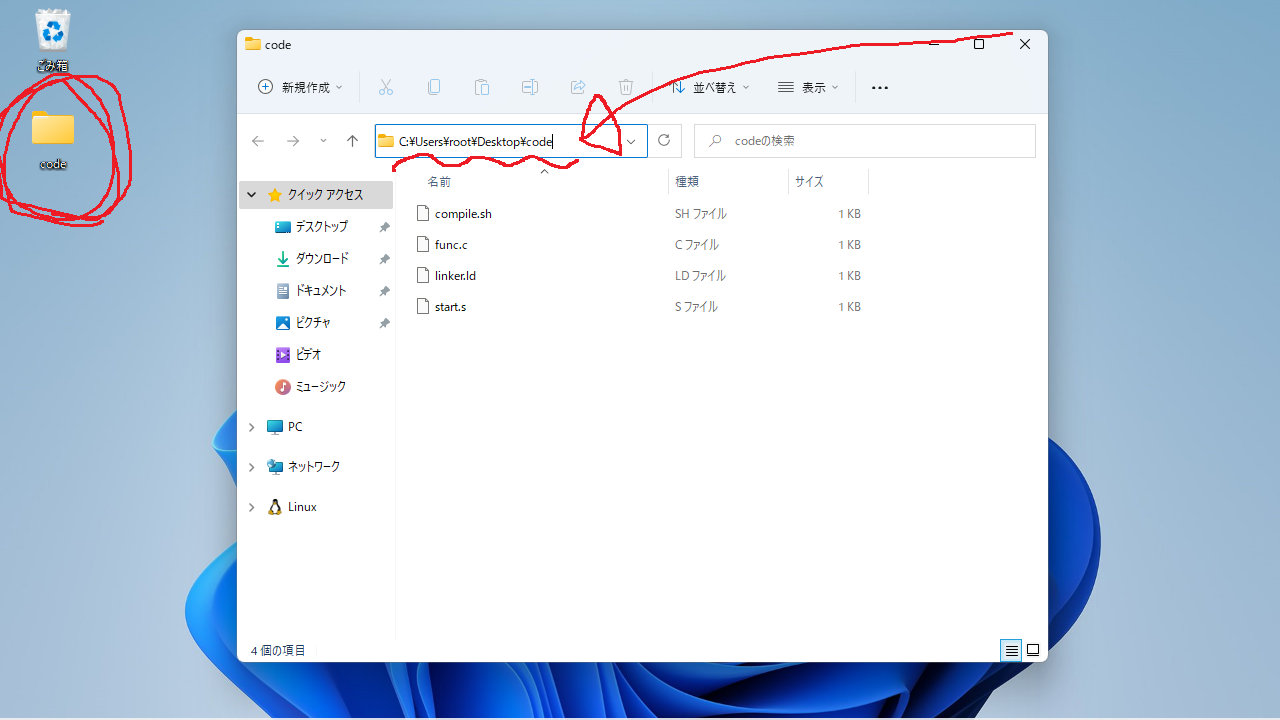 ごみ箱
code
code
新規作成
並べ替え
表示
C:¥Users¥root¥Desktop¥code
codeの検索
名前 種類 サイズ
クイック アクセス
デスクトップ
ダウンロード
ドキュメント
ピクチャ
ビデオ
ミュージック
PC
ネットワーク
Linux
compile.sh SH ファイル 1 KB
func.c C ファイル 1 KB
linker.ld LD ファイル 1 KB
start.s S ファイル 1 KB
4 個の項目